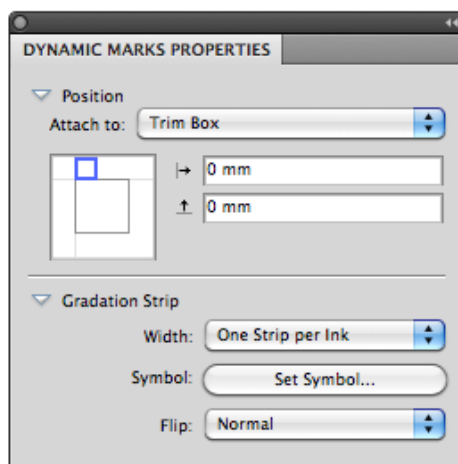 DYNAMIC MARKS PROPERTIES
Position
Attach to: Trim Box
0 mm
0 mm
Gradation Strip
Width: One Strip per Ink
Symbol: Set Symbol...
Flip: Normal